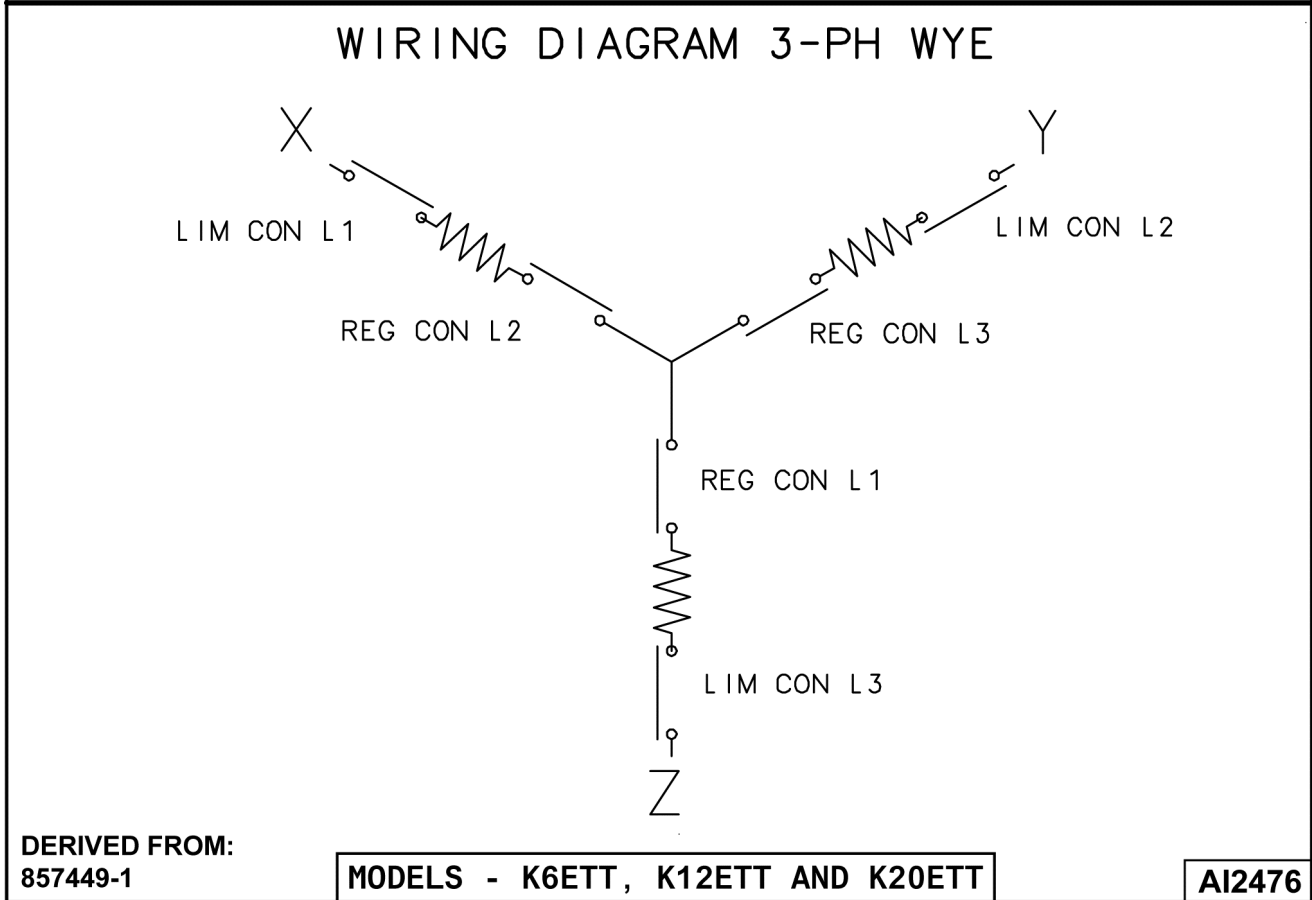 WIRING DIAGRAM 3-PH WYE
X
Y
LIM CON L1
LIM CON L2
REG CON L2
REG CON L3
REG CON L1
LIM CON L3
Z
DERIVED FROM:
857449-1
MODELS - K6ETT, K12ETT AND K20ETT
AI2476